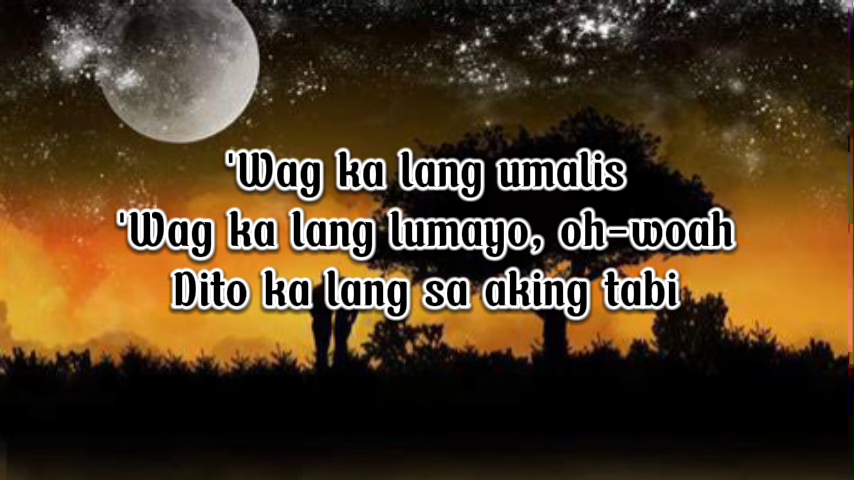 'Wag ka lang umalis
'Wag ka lang lumayo, oh-woah
Dito ka lang sa aking tabi